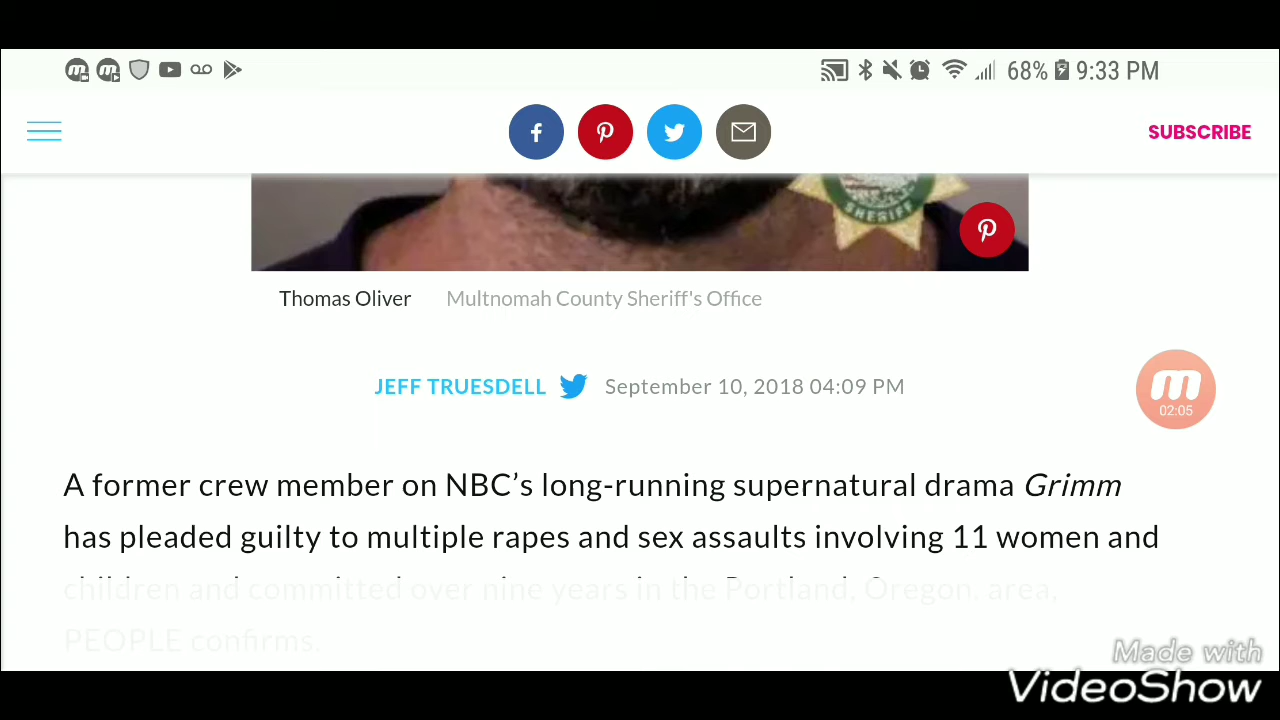 68% 9:33 PM
SUBSCRIBE
SHERIFF
Thomas Oliver Multnomah County Sheriff's Office
JEFF TRUESDELL September 10, 2018 04:09 PM
02:05
A former crew member on NBC’s long-running supernatural drama Grimm
has pleaded guilty to multiple rapes and sex assaults involving 11 women and
children and committed over nine years in the Portland, Oregon, area,
PEOPLE confirms.
Made with
VideoShow